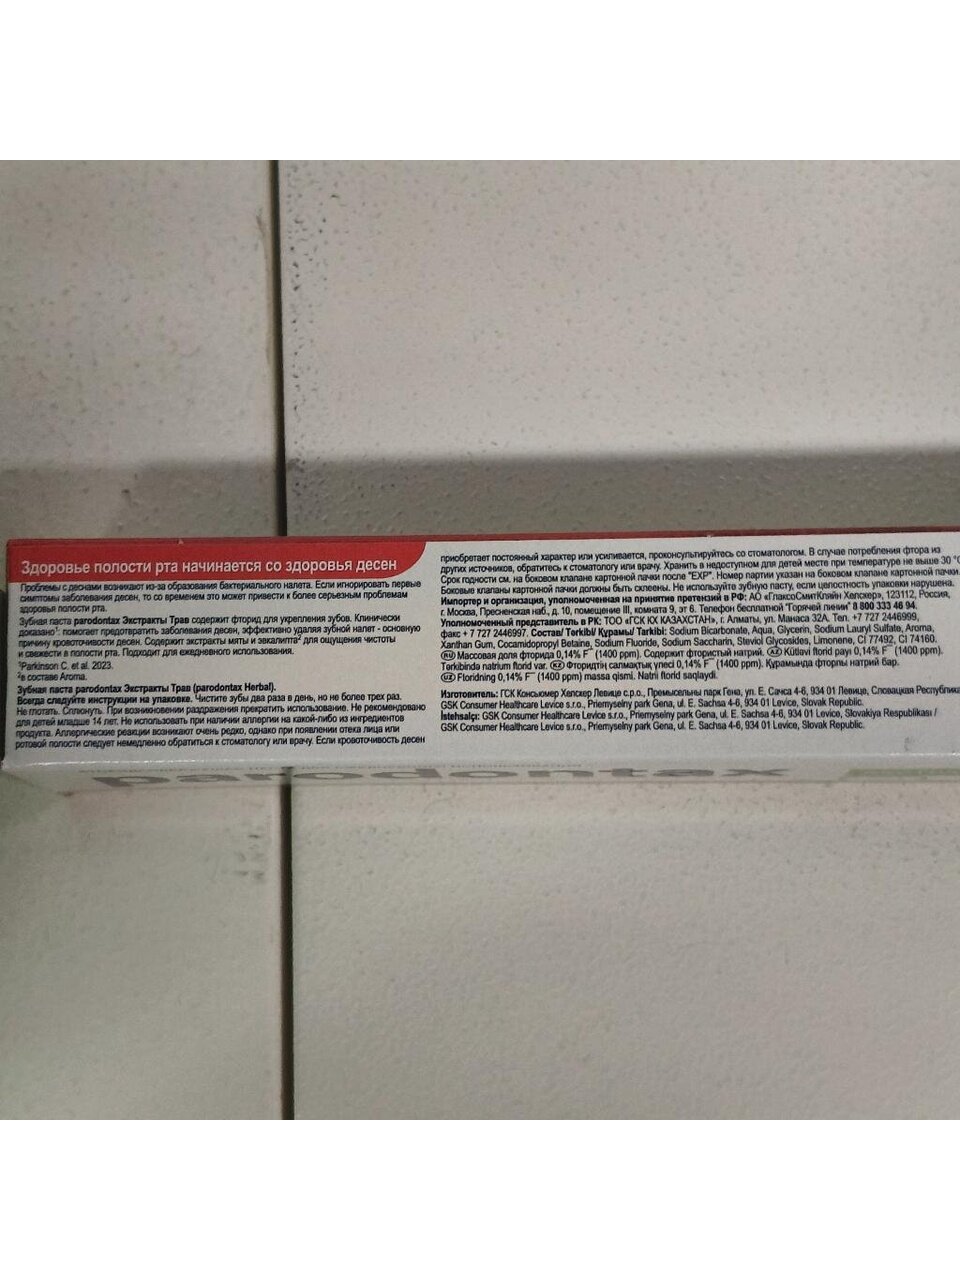 Здоровье полости рта начинается со здоровья десен
Проблемы с деснами возникают из-за образования бактериального налета. Если игнорировать первые
симптомы заболевания десен, то со временем это может привести к более серьезным проблемам
здоровья полости рта.
Зубная паста parodontax Экстракты Трав содержит фторид для укрепления зубов. Клинически
доказано¹: помогает предотвратить заболевания десен, эффективно удаляя зубной налет - основную
причину кровоточивости десен. Содержит экстракты мяты и эвкалипта² для ощущения чистоты
и свежести в полости рта. Подходит для ежедневного использования.
¹Parkinson C. et al. 2023.
²в составе Aroma.
Зубная паста parodontax Экстракты Трав (parodontax Herbal).
Всегда следуйте инструкции на упаковке. Чистите зубы два раза в день, но не более трех раз.
Не глотать. Сплюнуть. При возникновении раздражения прекратить использование. Не рекомендовано
для детей младше 14 лет. Не использовать при наличии аллергии на какой-либо из ингредиентов
продукта. Аллергические реакции возникают очень редко, однако при появлении отека лица или
ротовой полости следует немедленно обратиться к стоматологу или врачу. Если кровоточивость десен
приобретает постоянный характер или усиливается, проконсультируйтесь со стоматологом. В случае потребления фтора из
других источников, обратитесь к стоматологу или врачу. Хранить в недоступном для детей месте при температуре не выше 30 °C
Срок годности см. на боковом клапане картонной пачки после "EXP". Номер партии указан на боковом клапане картонной пачки.
Боковые клапаны картонной пачки должны быть склеены. Не используйте зубную пасту, если целостность упаковки нарушена.
Импортер и организация, уполномоченная на принятие претензий в РФ: АО «ГлаксоСмитКляйн Хелскер», 123112, Россия,
г. Москва, Пресненская наб., д. 10, помещение III, комната 9, эт 6. Телефон бесплатной "Горячей линии" 8 800 333 46 94.
Уполномоченный представитель в РК: ТОО «ГСК КХ КАЗАХСТАН», г. Алматы, ул. Манаса 32А. Тел. +7 727 2446999,
факс + 7 727 2446997. Состав/ Tərkibi/ Құрамы/ Tarkibi: Sodium Bicarbonate, Aqua, Glycerin, Sodium Lauryl Sulfate, Aroma,
Xanthan Gum, Cocamidopropyl Betaine, Sodium Fluoride, Sodium Saccharin, Steviol Glycosides, Limonene, CI 77492, CI 74160.
RU Массовая доля фторида 0,14% F⁻ (1400 ppm). Содержит фтористый натрий. AZ Kütləvi florid payı 0,14% F⁻ (1400 ppm).
Tərkibində natrium florid var. KZ Фторидтің салмақтық үлесі 0,14% F⁻ (1400 ppm). Құрамында фторлы натрий бар.
UZ Floridning 0,14% F⁻ (1400 ppm) massa qismi. Natri florid saqlaydi.
Изготовитель: ГСК Консьюмер Хелскер Левице с.р.о., Премысельны парк Гена, ул. Е. Сачса 4-6, 934 01 Левице, Словацкая Республика
GSK Consumer Healthcare Levice s.r.o., Priemyselny park Gena, ul. E. Sachsa 4-6, 934 01 Levice, Slovak Republic.
İstehsalçı: GSK Consumer Healthcare Levice s.r.o., Priemyselny park Gena, ul. E. Sachsa 4-6, 934 01 Levice, Slovakiya Respublikası /
GSK Consumer Healthcare Levice s.r.o., Priemyselny park Gena, ul. E. Sachsa 4-6, 934 01 Levice, Slovak Republic.
parodontax